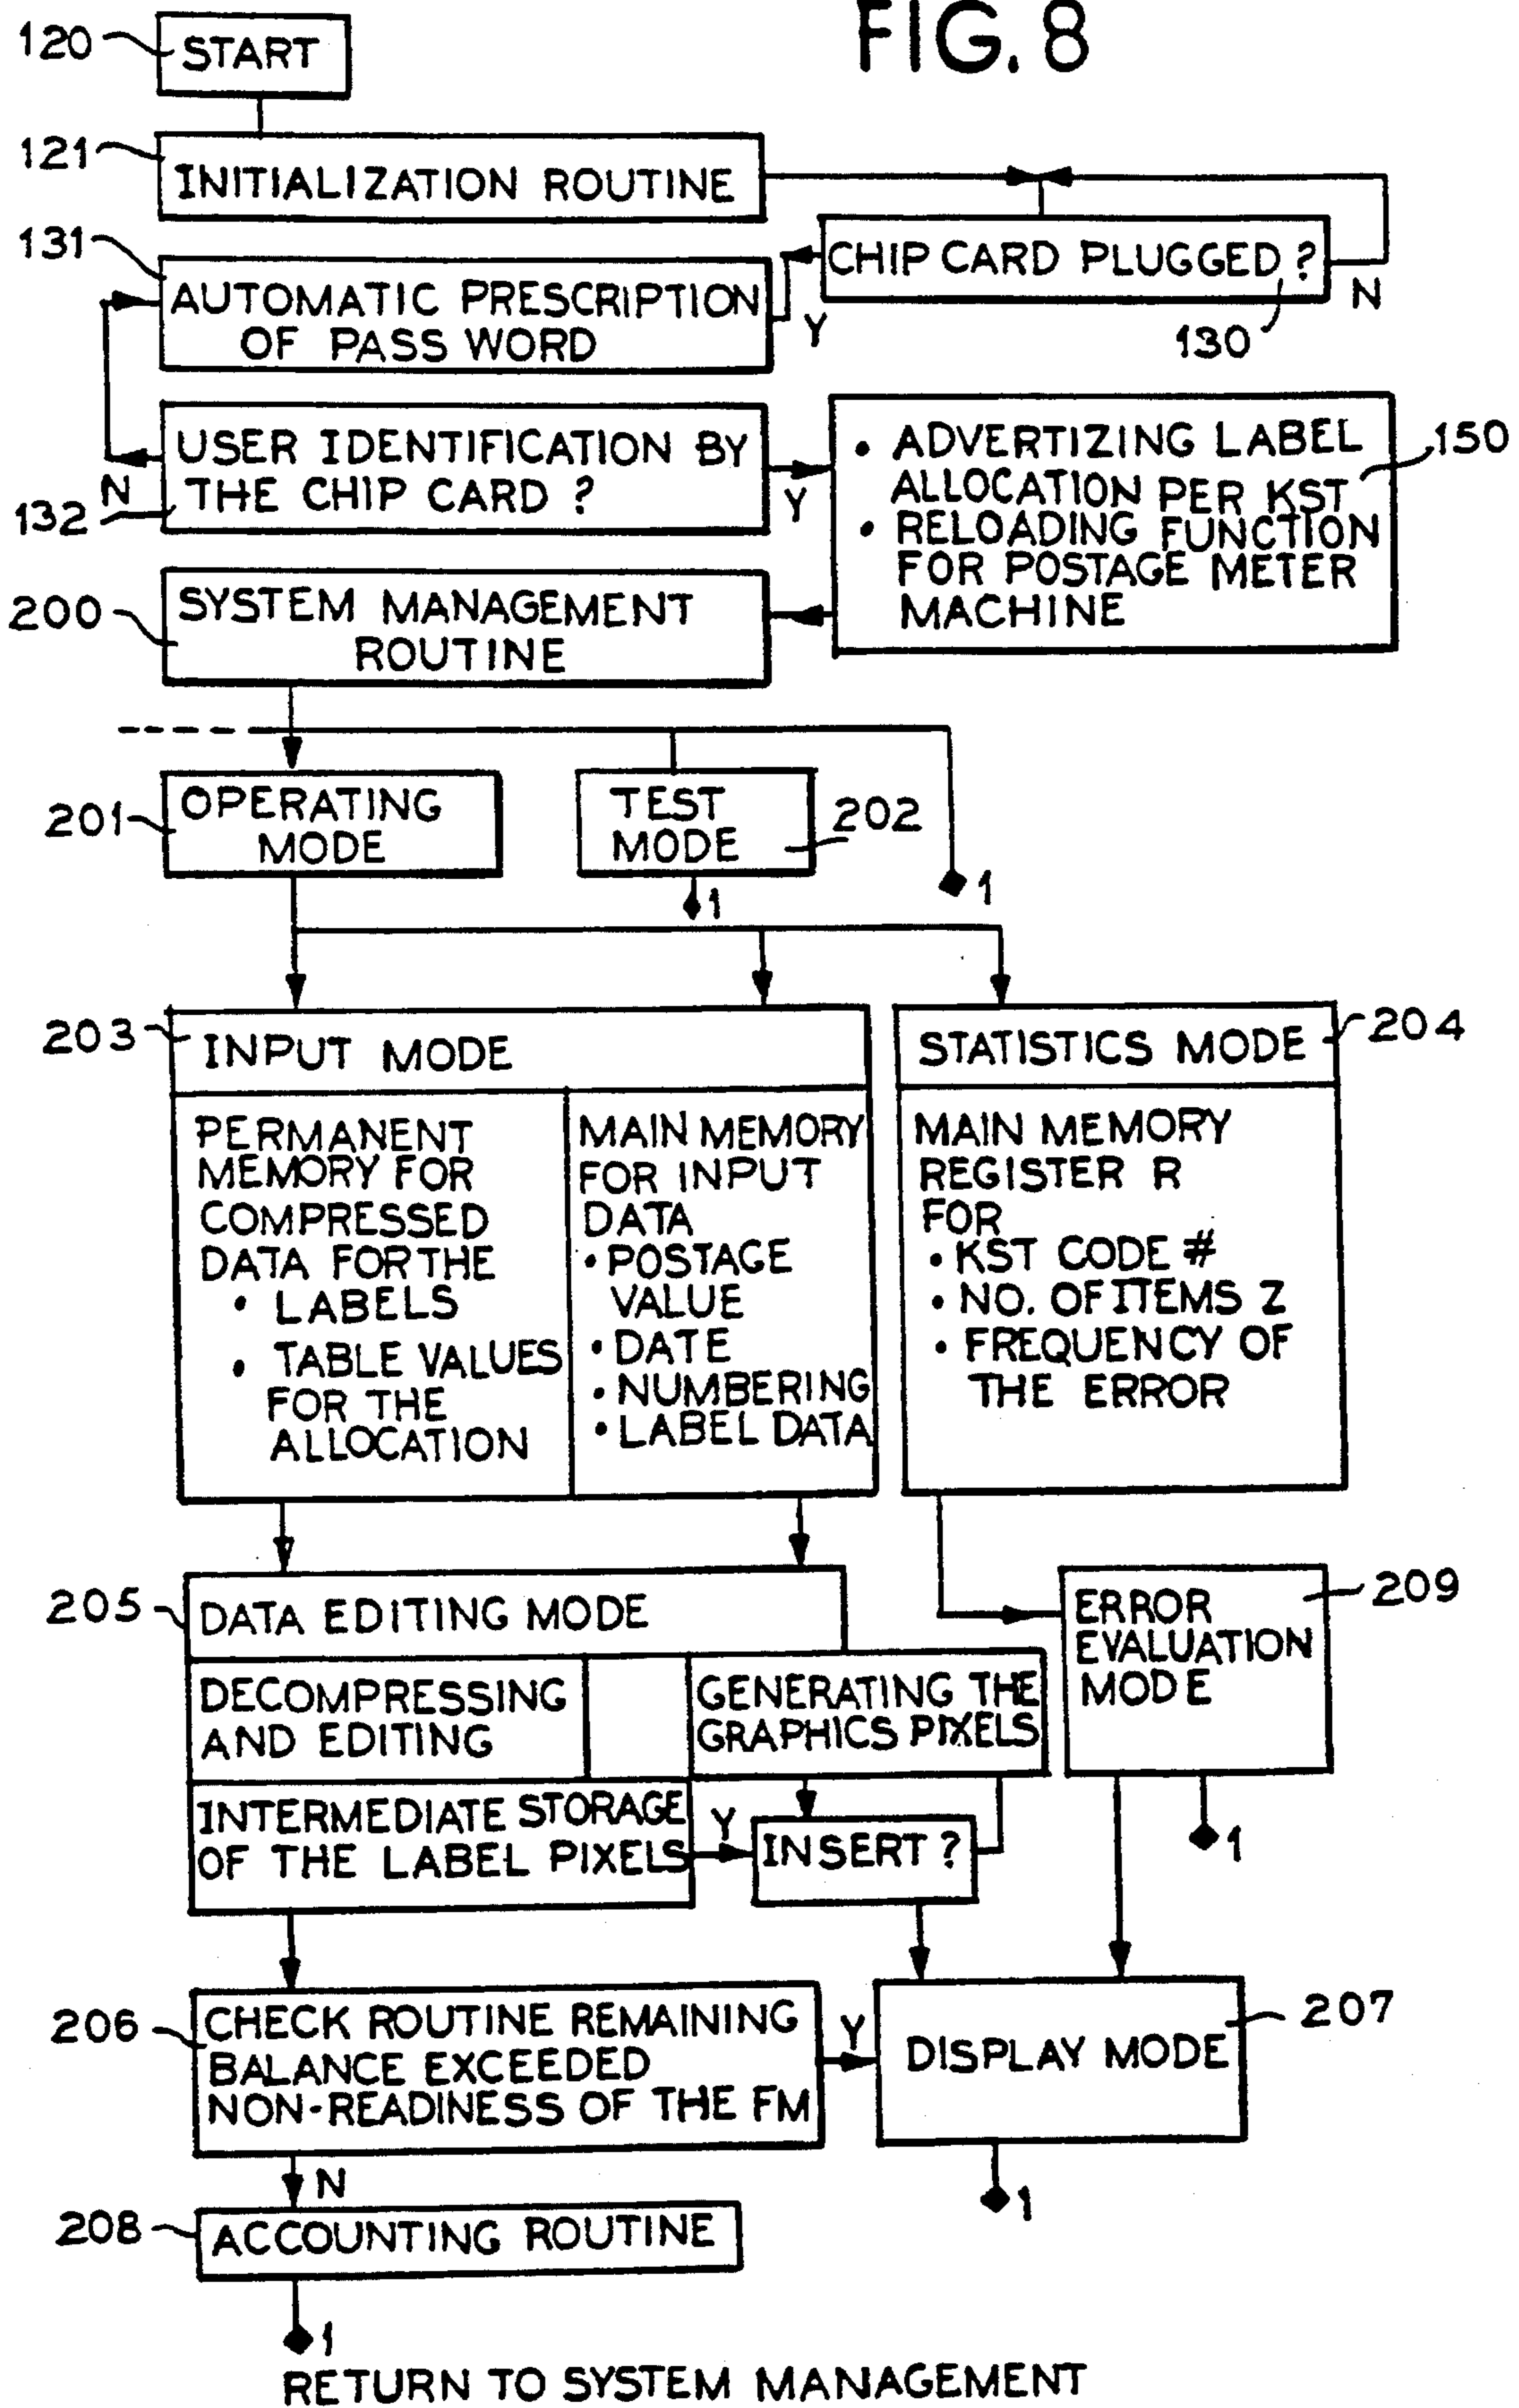 FIG. 8
120
START
121
INITIALIZATION ROUTINE
131
AUTOMATIC PRESCRIPTION
OF PASS WORD
Y
CHIP CARD PLUGGED ?
N
130
USER IDENTIFICATION BY
THE CHIP CARD ?
N
132
Y
• ADVERTIZING LABEL
ALLOCATION PER KST
• RELOADING FUNCTION
FOR POSTAGE METER
MACHINE
150
200
SYSTEM MANAGEMENT
ROUTINE
201
OPERATING
MODE
TEST
MODE
202
1
1
203
INPUT MODE
PERMANENT
MEMORY FOR
COMPRESSED
DATA FOR THE
• LABELS
• TABLE VALUES
FOR THE
ALLOCATION
MAIN MEMORY
FOR INPUT
DATA
• POSTAGE
VALUE
• DATE
• NUMBERING
• LABEL DATA
STATISTICS MODE
204
MAIN MEMORY
REGISTER R
FOR
• KST CODE #
• NO. OF ITEMS Z
• FREQUENCY OF
THE ERROR
205
DATA EDITING MODE
DECOMPRESSING
AND EDITING
GENERATING THE
GRAPHICS PIXELS
INTERMEDIATE STORAGE
OF THE LABEL PIXELS
Y
INSERT ?
ERROR
EVALUATION
MODE
209
1
206
CHECK ROUTINE REMAINING
BALANCE EXCEEDED
NON-READINESS OF THE FM
Y
DISPLAY MODE
207
1
N
208
ACCOUNTING ROUTINE
1
RETURN TO SYSTEM MANAGEMENT